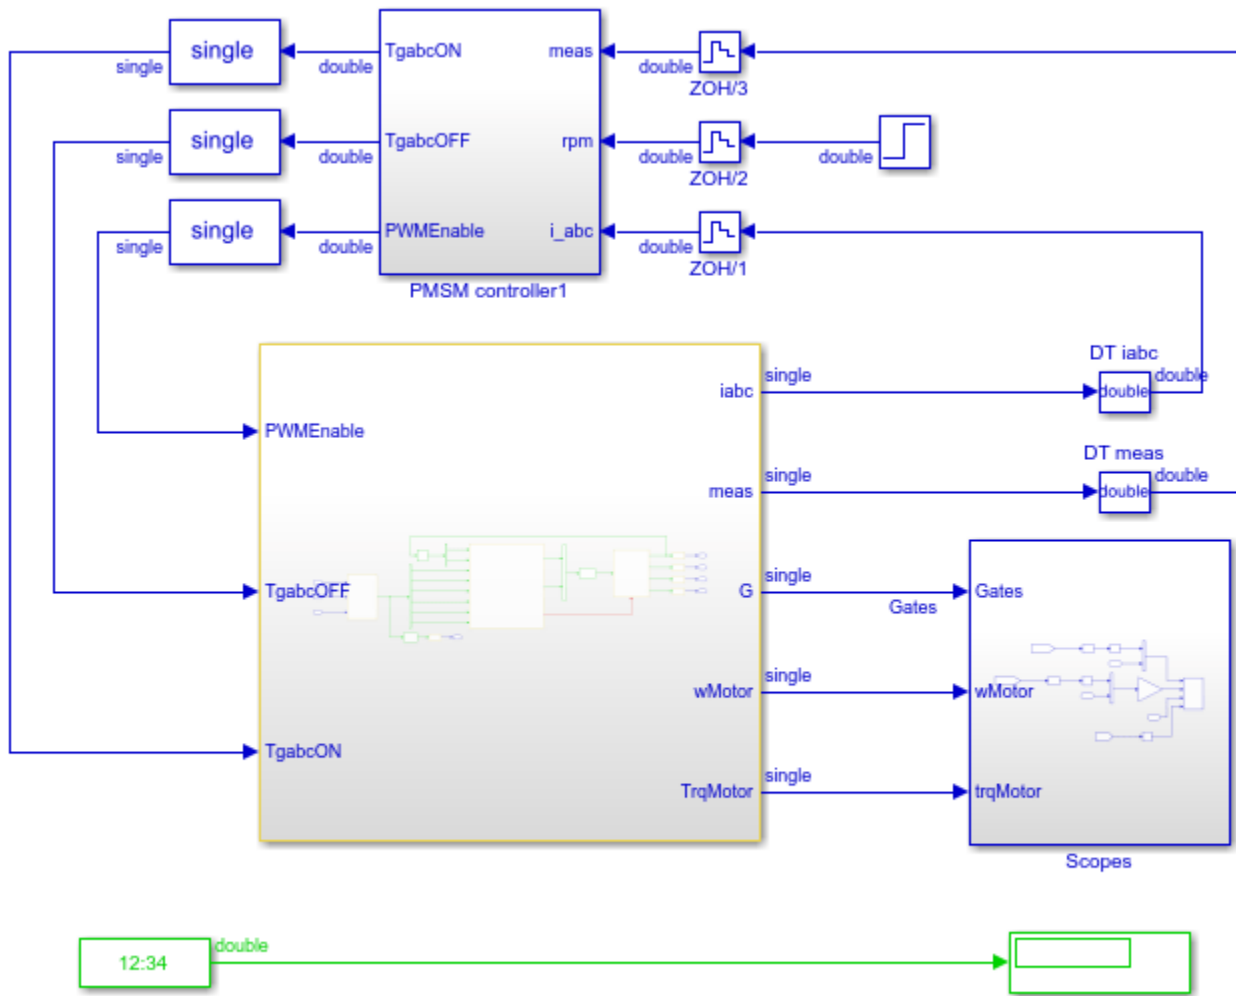 single
single
double
TgabcON
meas
double
ZOH/3
single
single
double
TgabcOFF
rpm
double
ZOH/2
double
single
single
double
PWMEnable
i_abc
double
ZOH/1
PMSM controller1
DT iabc
iabc
single
double
double
PWMEnable
DT meas
meas
single
double
double
TgabcOFF
G
single
Gates
Gates
wMotor
single
wMotor
TgabcON
TrqMotor
single
trqMotor
Scopes
12:34
double